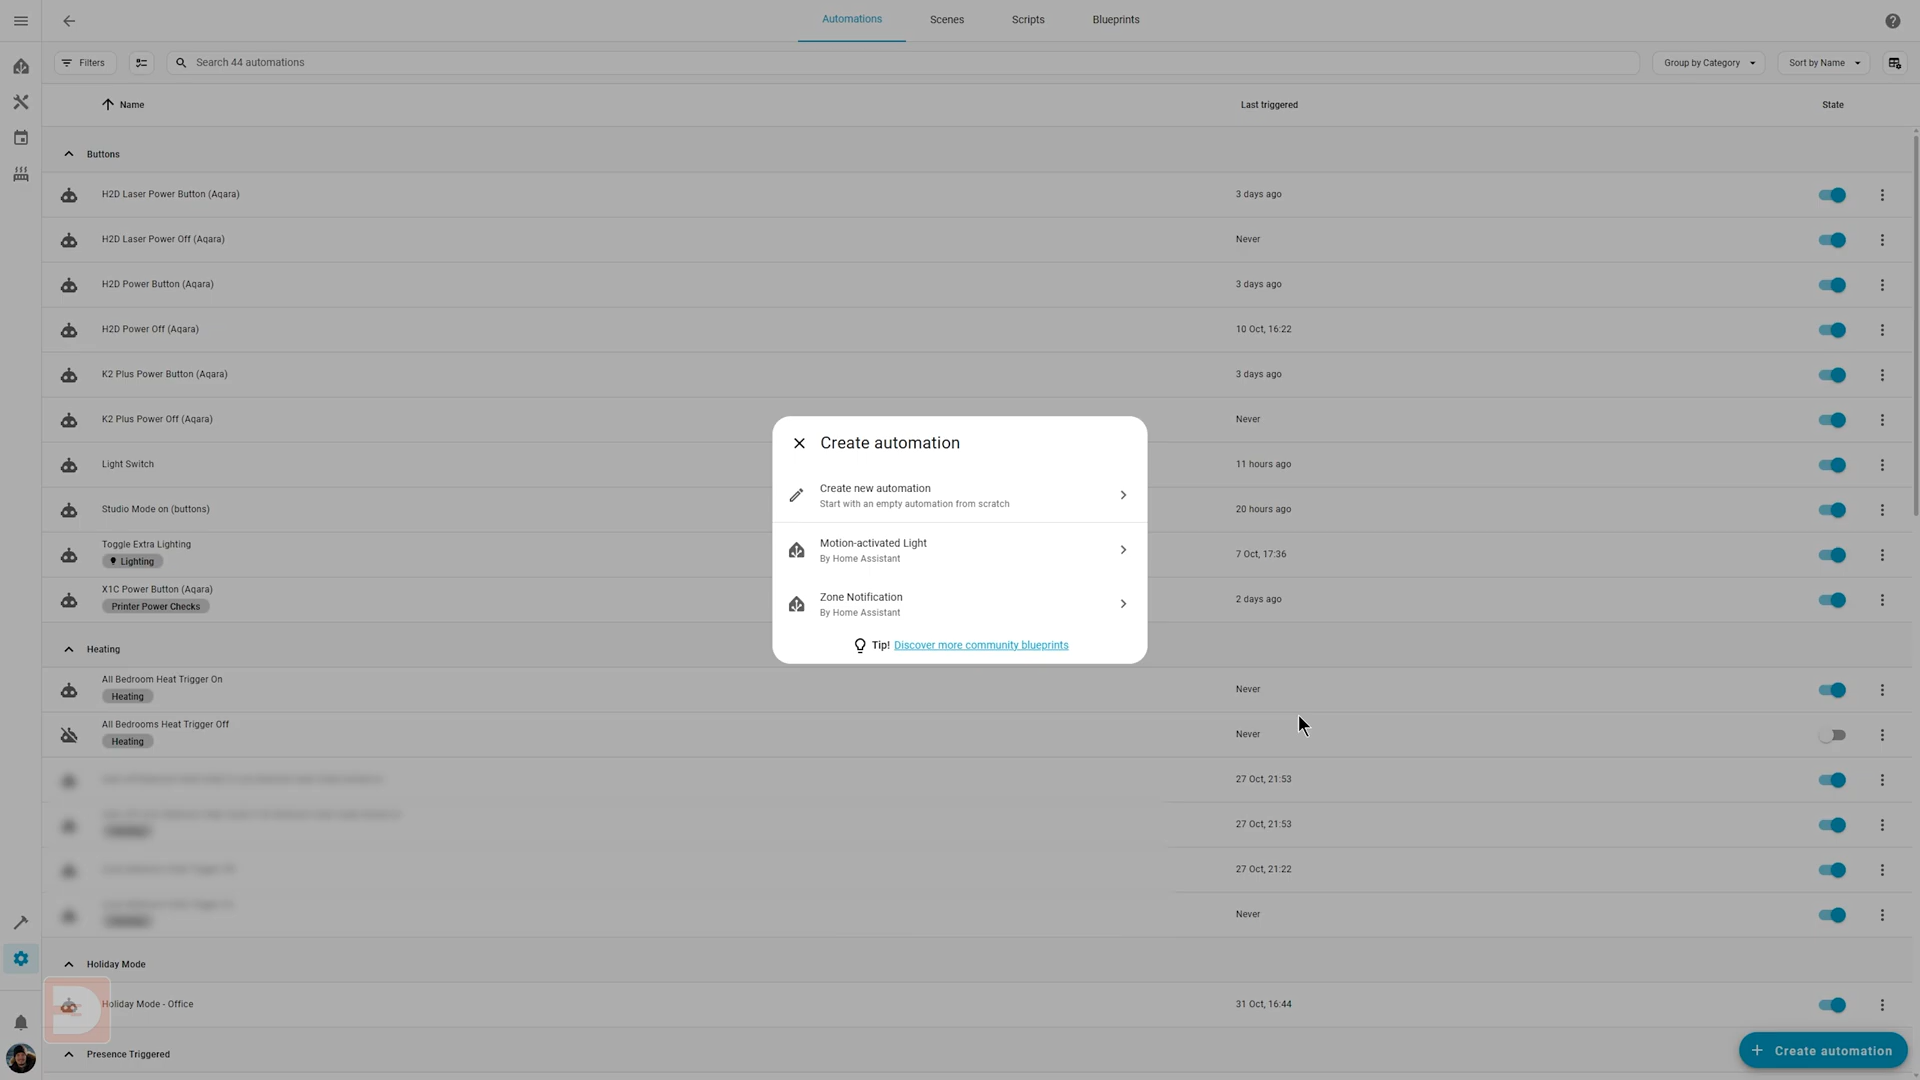 Automations
Scenes
Scripts
Blueprints
Filters
Search 44 automations
Group by Category
Sort by Name
Name
Last triggered
State
Buttons
H2D Laser Power Button (Aqara)
3 days ago
H2D Laser Power Off (Aqara)
Never
H2D Power Button (Aqara)
3 days ago
H2D Power Off (Aqara)
10 Oct, 16:22
K2 Plus Power Button (Aqara)
3 days ago
K2 Plus Power Off (Aqara)
Never
Light Switch
11 hours ago
Studio Mode on (buttons)
20 hours ago
Toggle Extra Lighting
Lighting
7 Oct, 17:36
X1C Power Button (Aqara)
Printer Power Checks
2 days ago
Create automation
Create new automation
Start with an empty automation from scratch
Motion-activated Light
By Home Assistant
Zone Notification
By Home Assistant
Tip! Discover more community blueprints
Heating
All Bedroom Heat Trigger On
Heating
Never
All Bedrooms Heat Trigger Off
Heating
Never
27 Oct, 21:53
27 Oct, 21:53
27 Oct, 21:22
Never
Holiday Mode
Holiday Mode - Office
31 Oct, 16:44
Presence Triggered
Create automation